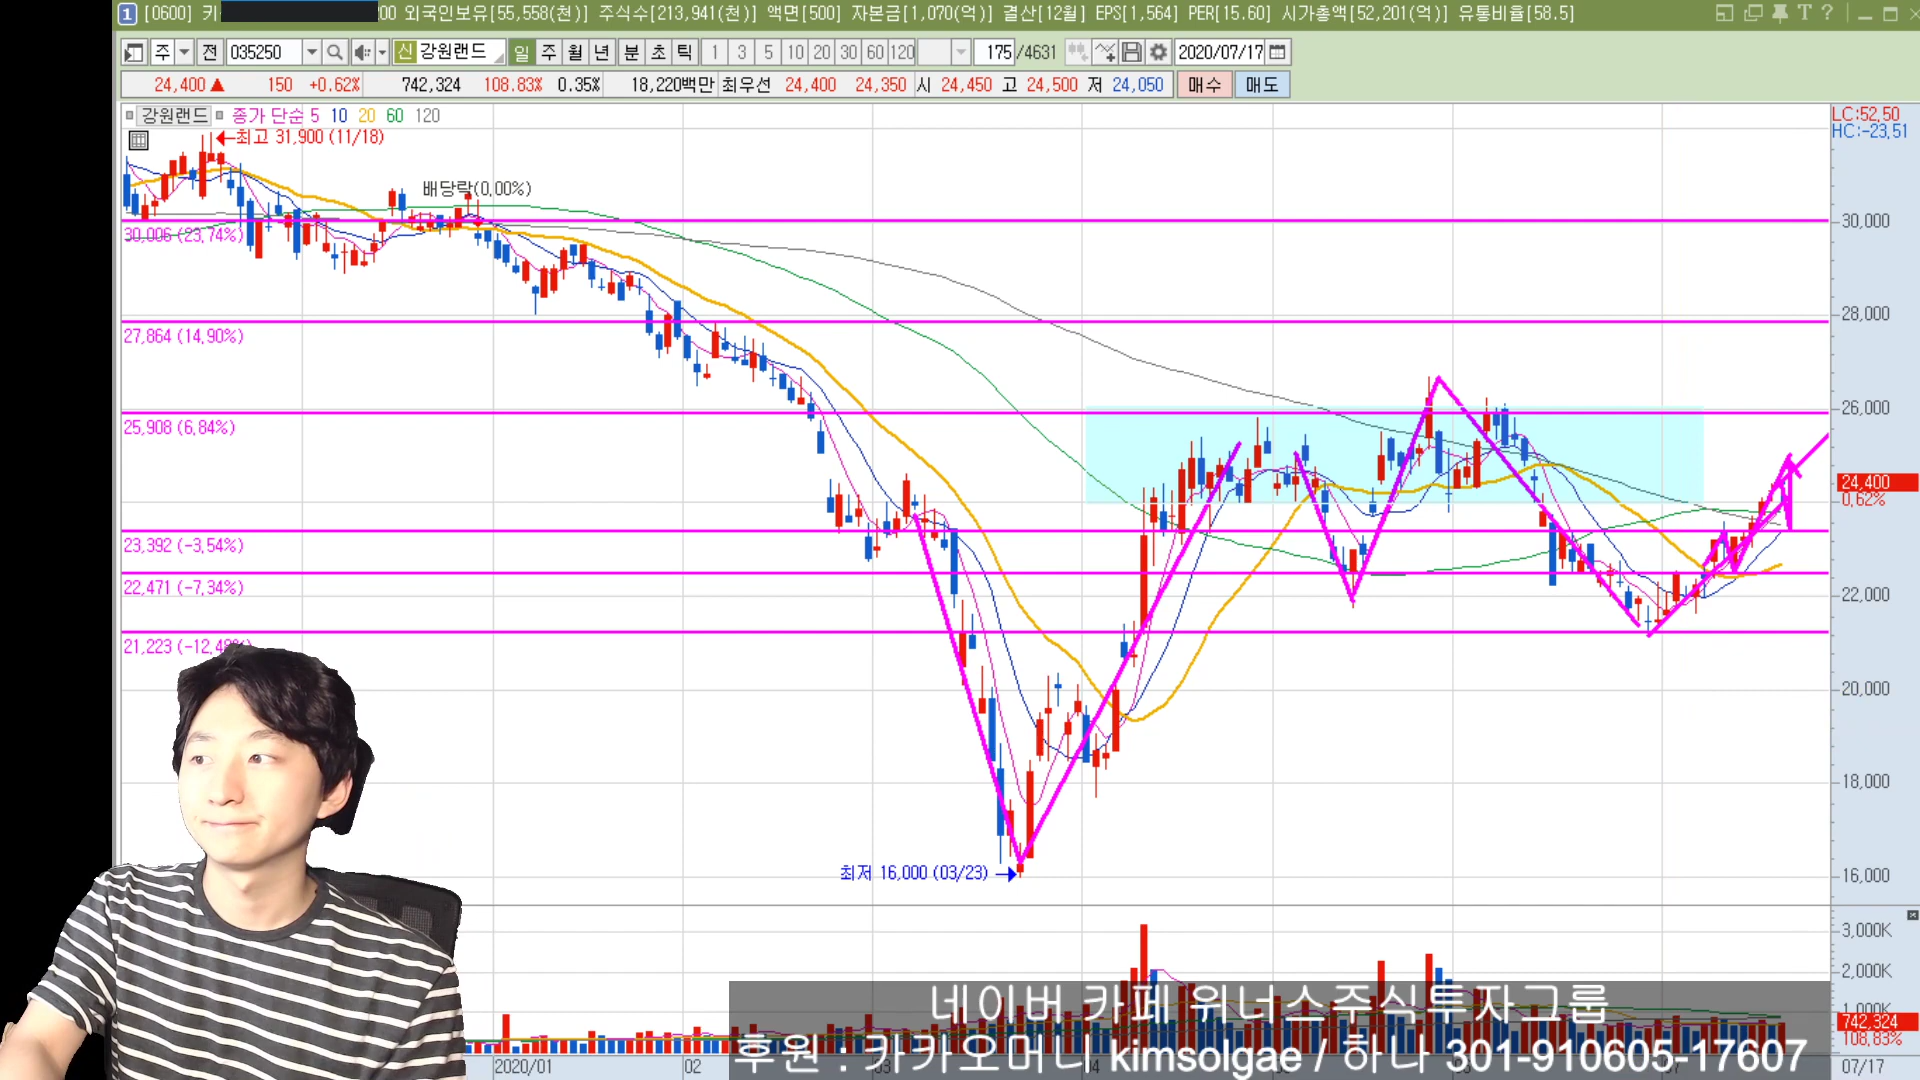 1 [0600] 키 00 외국인보유[55,558(천)] 주식수[213,941(천)] 액면[500] 자본금[1,070(억)] 결산[12월] EPS[1,564] PER[15.60] 시가총액[52,201(억)] 유통비율[58.5]
주 전 035250 신 강원랜드 일 주 월 년 분 초 틱 1 3 5 10 20 30 60 120 175 /4631 2020/07/17
24,400 ▲ 150 +0.62% 742,324 108.83% 0.35% 18,220백만 최우선 24,400 24,350 시 24,450 고 24,500 저 24,050 매수 매도
강원랜드 종가 단순 5 10 20 60 120
LC:52.50
HC:-23.51
최고 31,900 (11/18)
배당락(0.00%)
30,000
30,006 (23.74%)
28,000
27,864 (14.90%)
26,000
25,908 (6.84%)
24,400
0.62%
23,392 (-3.54%)
22,471 (-7.34%)
22,000
21,223 (-12.49%)
20,000
18,000
최저 16,000 (03/23)
16,000
3,000K
2,000K
1,000K
네이버 카페 위너스주식투자그룹
742,324
108.83%
후원 : 카카오머니 kimsolgae / 하나 301-910605-17607
2020/01 02 07/17